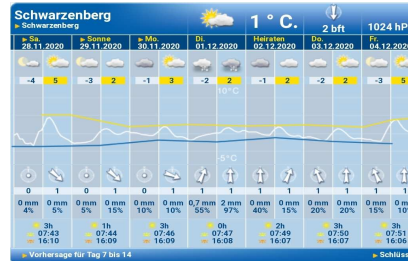 Schwarzenberg
▸ Schwarzenberg
1 ° C.
2 bft
1024 hP
▸ Sa. ▸ Sonne ▸ Mo. Di. Heiraten Do. Fr.
28.11.2020 29.11.2020 30.11.2020 01.12.2020 02.12.2020 03.12.2020 04.12.2020
-4 5 -3 2 -1 3 -2 2 -1 2 -2 2 -3 5
10°C
-5°C
0 1 0 1 0 1 1 1 1 1 1 1 1 1
0 mm 0 mm 0 mm 0 mm 0 mm 0 mm 0,7 mm 2 mm 0 mm 0 mm 0 mm 0 mm 0 mm 0 m
4% 5% 5% 15% 10% 10% 55% 97% 40% 15% 20% 20% 15% 10
3h 1h 3h 0h 2h 3h 3h
07:43 07:44 07:46 07:47 07:49 07:50 07:51
16:10 16:09 16:09 16:08 16:07 16:07 16:06
▸ Vorhersage für Tag 7 bis 14
▸ Schlüss